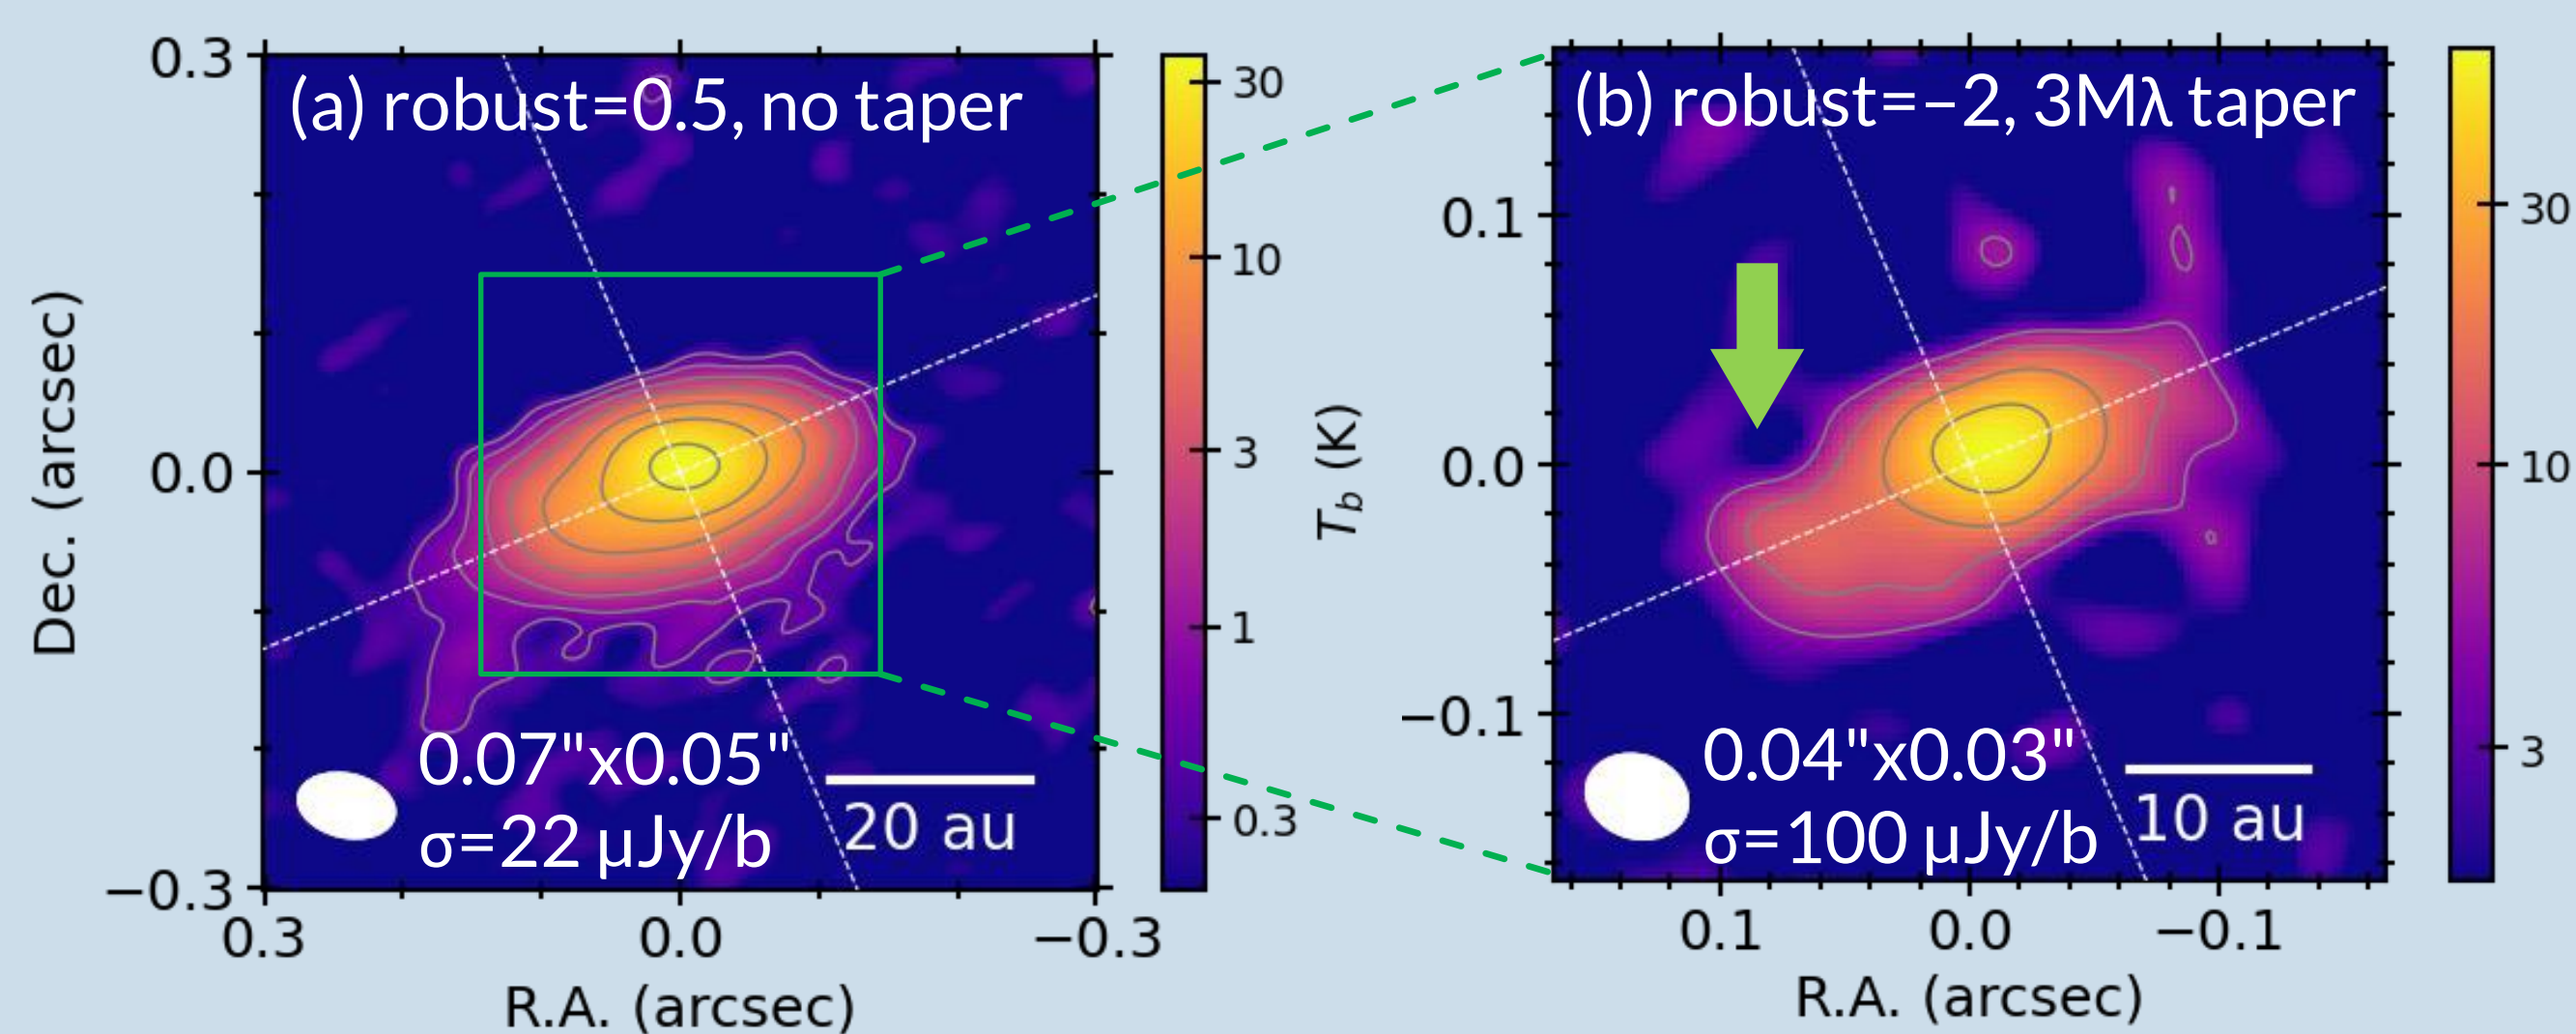 (a) robust=0.5, no taper
0.3
0.0
−0.3
Dec. (arcsec)
0.07"x0.05"
σ=22 μJy/b
20 au
0.3
0.0
−0.3
R.A. (arcsec)
30
10
3
1
0.3
T_b (K)
(b) robust=−2, 3Mλ taper
0.1
0.0
−0.1
0.04"x0.03"
σ=100 μJy/b
10 au
0.1
0.0
−0.1
R.A. (arcsec)
30
10
3